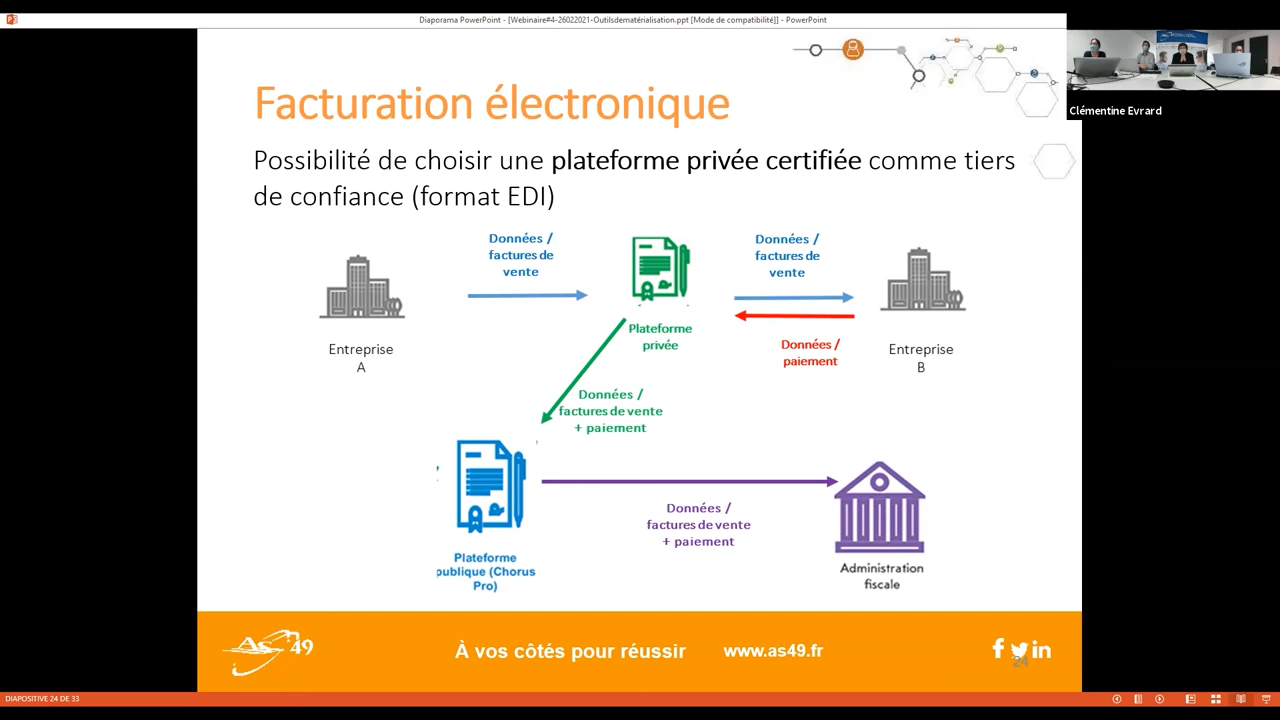 Diaporama PowerPoint - [Webinaire#4-26022021-Outilsdematérialisation.ppt [Mode de compatibilité]] - PowerPoint
Clémentine Evrard
Facturation électronique
Possibilité de choisir une plateforme privée certifiée comme tiers
de confiance (format EDI)
Données /
factures de
vente
Données /
factures de
vente
Plateforme
privée
Données /
paiement
Entreprise
A
Entreprise
B
Données /
factures de vente
+ paiement
Données /
factures de vente
+ paiement
Plateforme
publique (Chorus
Pro)
Administration
fiscale
As 49
À vos côtés pour réussir
www.as49.fr
f in
24
DIAPOSITIVE 24 DE 33